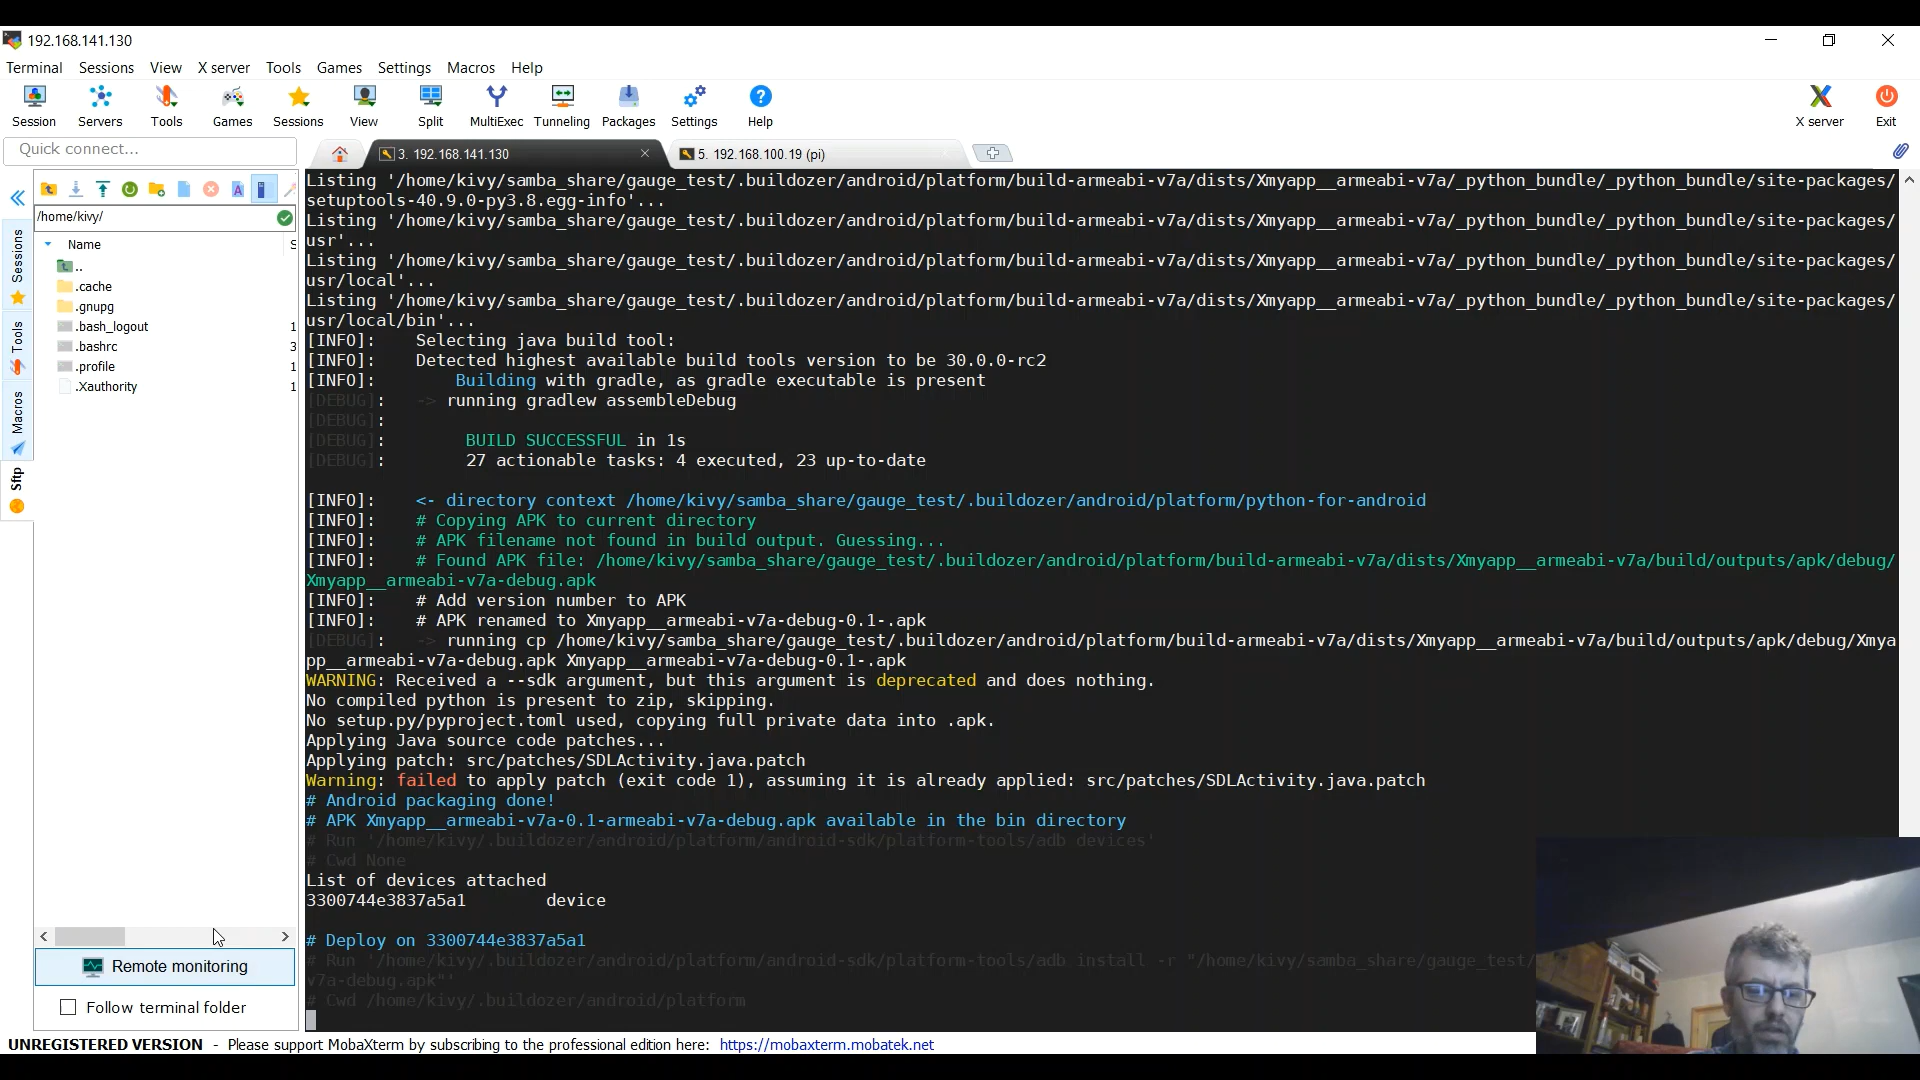 192.168.141.130
Terminal Sessions View X server Tools Games Settings Macros Help
Session Servers Tools Games Sessions View Split MultiExec Tunneling Packages Settings Help X server Exit
Quick connect...
3. 192.168.141.130
5. 192.168.100.19 (pi)
/home/kivy/
Name S
..
.cache
.gnupg
.bash_logout 1
.bashrc 3
.profile 1
.Xauthority 1
Sessions
Tools
Macros
Sftp
Remote monitoring
Follow terminal folder
Listing '/home/kivy/samba_share/gauge_test/.buildozer/android/platform/build-armeabi-v7a/dists/Xmyapp__armeabi-v7a/_python_bundle/_python_bundle/site-packages/
setuptools-40.9.0-py3.8.egg-info'...
Listing '/home/kivy/samba_share/gauge_test/.buildozer/android/platform/build-armeabi-v7a/dists/Xmyapp__armeabi-v7a/_python_bundle/_python_bundle/site-packages/
usr'...
Listing '/home/kivy/samba_share/gauge_test/.buildozer/android/platform/build-armeabi-v7a/dists/Xmyapp__armeabi-v7a/_python_bundle/_python_bundle/site-packages/
usr/local'...
Listing '/home/kivy/samba_share/gauge_test/.buildozer/android/platform/build-armeabi-v7a/dists/Xmyapp__armeabi-v7a/_python_bundle/_python_bundle/site-packages/
usr/local/bin'...
[INFO]: Selecting java build tool:
[INFO]: Detected highest available build tools version to be 30.0.0-rc2
[INFO]: Building with gradle, as gradle executable is present
[DEBUG]: -> running gradlew assembleDebug
[DEBUG]:
[DEBUG]: BUILD SUCCESSFUL in 1s
[DEBUG]: 27 actionable tasks: 4 executed, 23 up-to-date
[INFO]: <- directory context /home/kivy/samba_share/gauge_test/.buildozer/android/platform/python-for-android
[INFO]: # Copying APK to current directory
[INFO]: # APK filename not found in build output. Guessing...
[INFO]: # Found APK file: /home/kivy/samba_share/gauge_test/.buildozer/android/platform/build-armeabi-v7a/dists/Xmyapp__armeabi-v7a/build/outputs/apk/debug/
Xmyapp__armeabi-v7a-debug.apk
[INFO]: # Add version number to APK
[INFO]: # APK renamed to Xmyapp__armeabi-v7a-debug-0.1-.apk
[DEBUG]: -> running cp /home/kivy/samba_share/gauge_test/.buildozer/android/platform/build-armeabi-v7a/dists/Xmyapp__armeabi-v7a/build/outputs/apk/debug/Xmya
pp__armeabi-v7a-debug.apk Xmyapp__armeabi-v7a-debug-0.1-.apk
WARNING: Received a --sdk argument, but this argument is deprecated and does nothing.
No compiled python is present to zip, skipping.
No setup.py/pyproject.toml used, copying full private data into .apk.
Applying Java source code patches...
Applying patch: src/patches/SDLActivity.java.patch
Warning: failed to apply patch (exit code 1), assuming it is already applied: src/patches/SDLActivity.java.patch
# Android packaging done!
# APK Xmyapp__armeabi-v7a-0.1-armeabi-v7a-debug.apk available in the bin directory
# Run '/home/kivy/.buildozer/android/platform/android-sdk/platform-tools/adb devices'
# Cwd None
List of devices attached
3300744e3837a5a1 device
# Deploy on 3300744e3837a5a1
# Run '/home/kivy/.buildozer/android/platform/android-sdk/platform-tools/adb install -r "/home/kivy/samba_share/gauge_test/
v7a-debug.apk"'
# Cwd /home/kivy/.buildozer/android/platform
UNREGISTERED VERSION - Please support MobaXterm by subscribing to the professional edition here: https://mobaxterm.mobatek.net